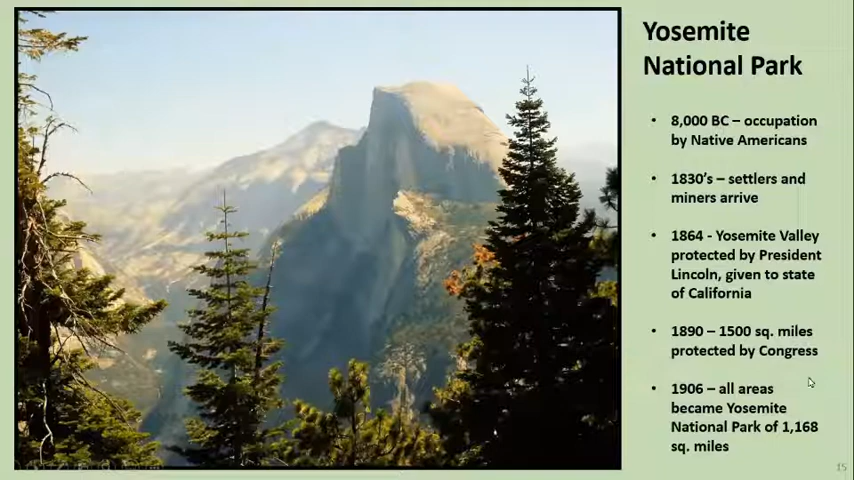 Yosemite
National Park
• 8,000 BC – occupation
by Native Americans
• 1830's – settlers and
miners arrive
• 1864 - Yosemite Valley
protected by President
Lincoln, given to state
of California
• 1890 – 1500 sq. miles
protected by Congress
• 1906 – all areas
became Yosemite
National Park of 1,168
sq. miles
15